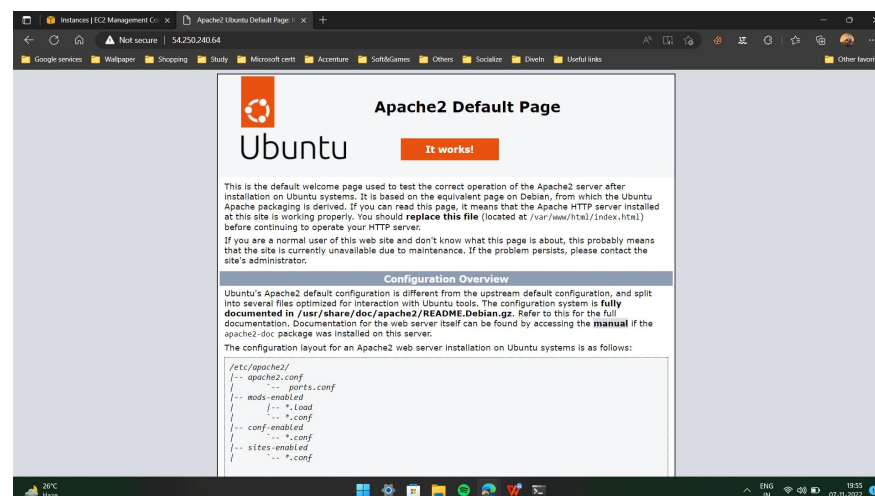 Instances | EC2 Management Co
Apache2 Ubuntu Default Page: I
Not secure | 54.250.240.64
Google services Wallpaper Shopping Study Microsoft certt Accenture Soft&Games Others Socialize DiveIn Useful links Other favori
Apache2 Default Page
Ubuntu
It works!
This is the default welcome page used to test the correct operation of the Apache2 server after
installation on Ubuntu systems. It is based on the equivalent page on Debian, from which the Ubuntu
Apache packaging is derived. If you can read this page, it means that the Apache HTTP server installed
at this site is working properly. You should replace this file (located at /var/www/html/index.html)
before continuing to operate your HTTP server.
If you are a normal user of this web site and don't know what this page is about, this probably means
that the site is currently unavailable due to maintenance. If the problem persists, please contact the
site's administrator.
Configuration Overview
Ubuntu's Apache2 default configuration is different from the upstream default configuration, and split
into several files optimized for interaction with Ubuntu tools. The configuration system is fully
documented in /usr/share/doc/apache2/README.Debian.gz. Refer to this for the full
documentation. Documentation for the web server itself can be found by accessing the manual if the
apache2-doc package was installed on this server.
The configuration layout for an Apache2 web server installation on Ubuntu systems is as follows:
/etc/apache2/
|-- apache2.conf
|       `--  ports.conf
|-- mods-enabled
|       |-- *.load
|       `-- *.conf
|-- conf-enabled
|       `-- *.conf
|-- sites-enabled
|       `-- *.conf
26°C
Haze
ENG
IN
19:55
07-11-2022